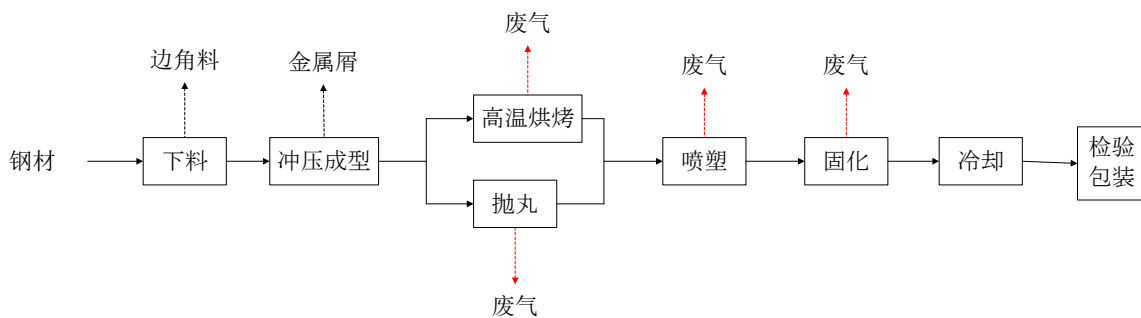 废气
边角料
金属屑
废气
废气
高温烘烤
钢材
下料
冲压成型
喷塑
固化
冷却
检验
包装
抛丸
废气